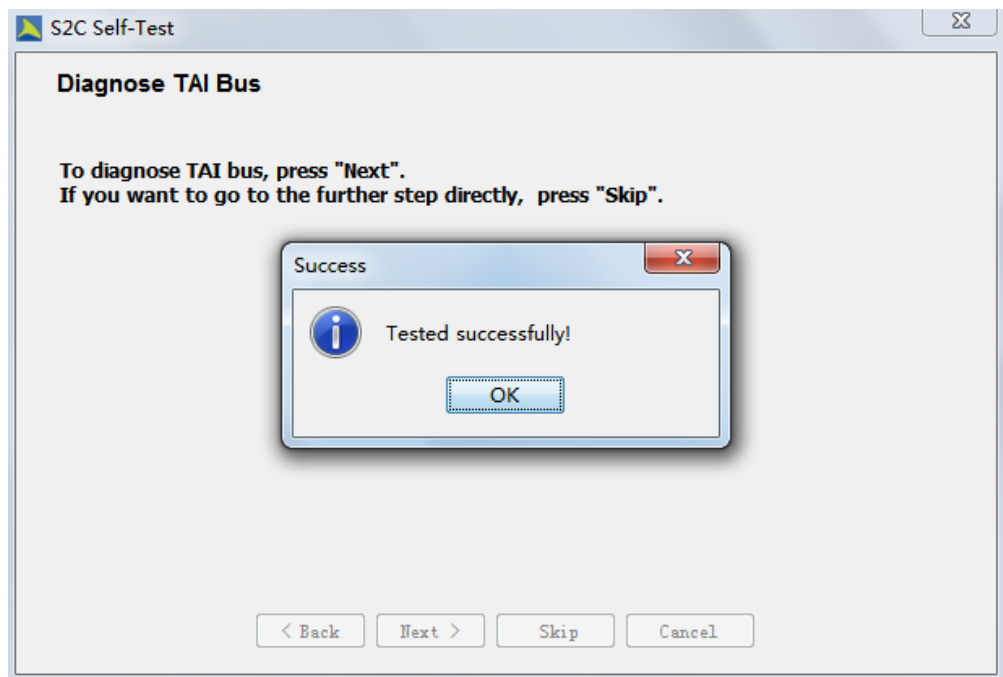 S2C Self-Test
Diagnose TAI Bus
To diagnose TAI bus, press "Next".
If you want to go to the further step directly,  press "Skip".
Success
Tested successfully!
OK
< Back
Next >
Skip
Cancel